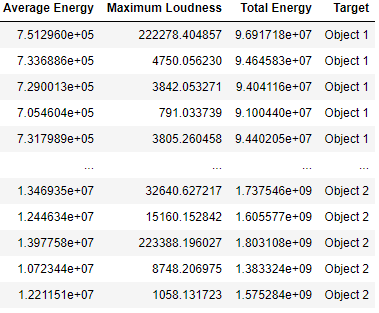 Average Energy Maximum Loudness Total Energy Target
7.512960e+05 222278.404857 9.691718e+07 Object 1
7.336886e+05 4750.056230 9.464583e+07 Object 1
7.290013e+05 3842.053271 9.404116e+07 Object 1
7.054604e+05 791.033739 9.100440e+07 Object 1
7.317989e+05 3805.260458 9.440205e+07 Object 1
... ... ... ...
1.346935e+07 32640.627217 1.737546e+09 Object 2
1.244634e+07 15160.152842 1.605577e+09 Object 2
1.397758e+07 223388.196027 1.803108e+09 Object 2
1.072344e+07 8748.206975 1.383324e+09 Object 2
1.221151e+07 1058.131723 1.575284e+09 Object 2